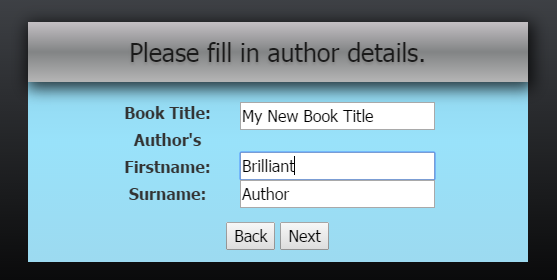 Please fill in author details.
Book Title: My New Book Title
Author's
Firstname: Brilliant
Surname: Author
Back Next